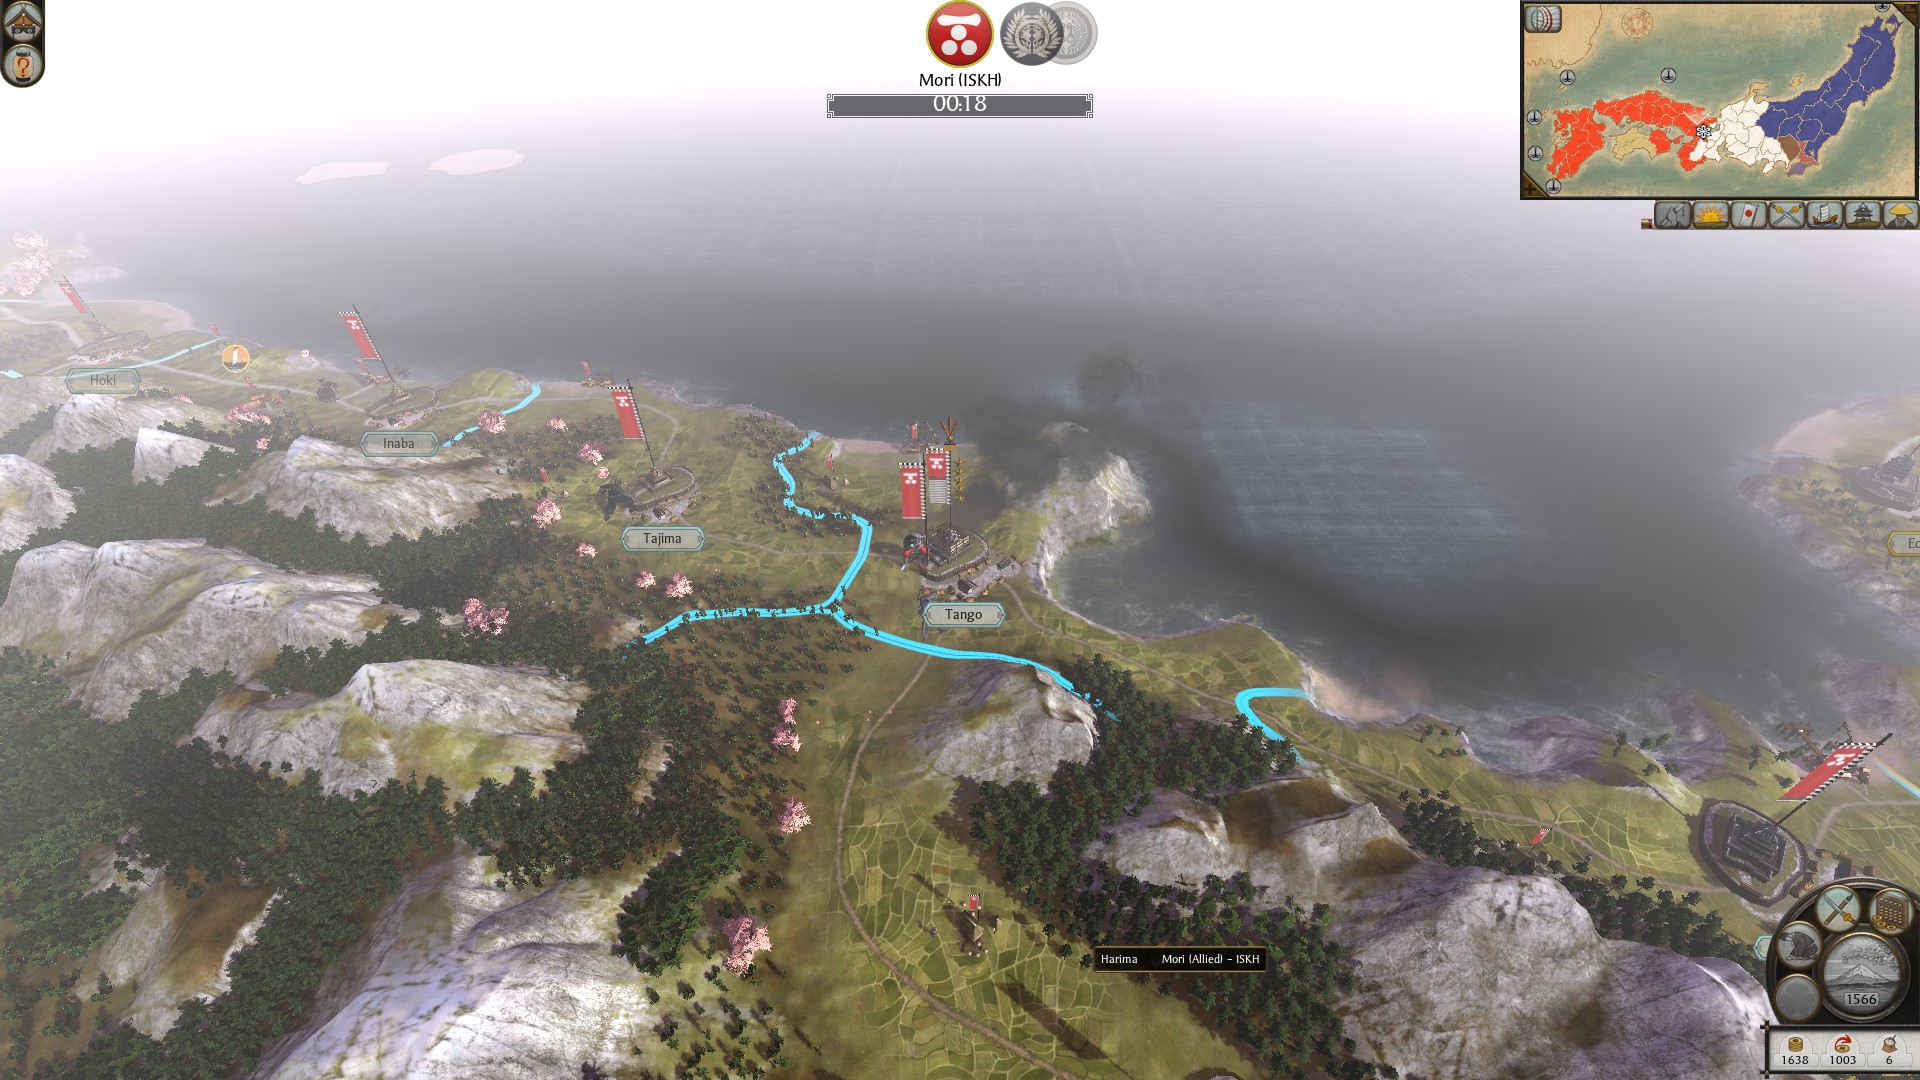 Mori (ISKH)
00:18
Hoki
Inaba
Tajima
Tango
Harima Mori (Allied) - ISKH
1566
1638 1003 6